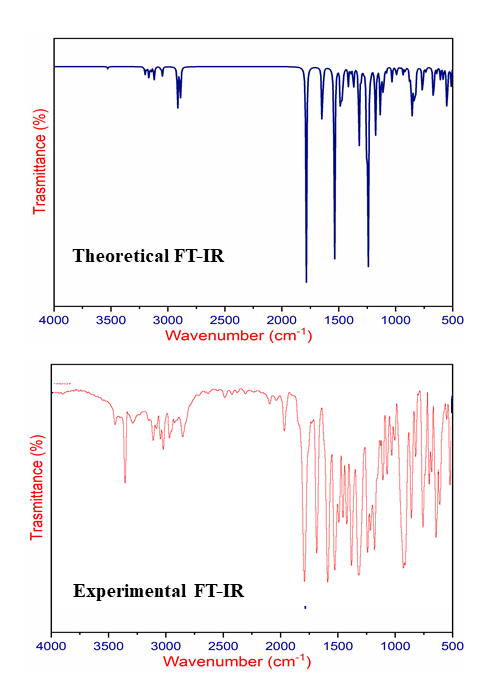 Trasmittance (%)
Theoretical FT-IR
4000 3500 3000 2500 2000 1500 1000 500
Wavenumber (cm-1)
Trasmittance (%)
Experimental FT-IR
4000 3500 3000 2500 2000 1500 1000 500
Wavenumber (cm-1)